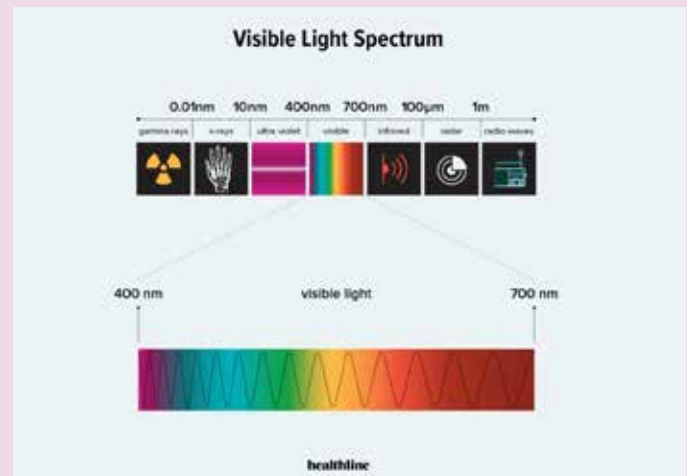 Visible Light Spectrum
0.01nm 10nm 400nm 700nm 100µm 1m
gamma rays x-rays ultra violet visible infrared radar radio waves
400 nm visible light 700 nm
healthline